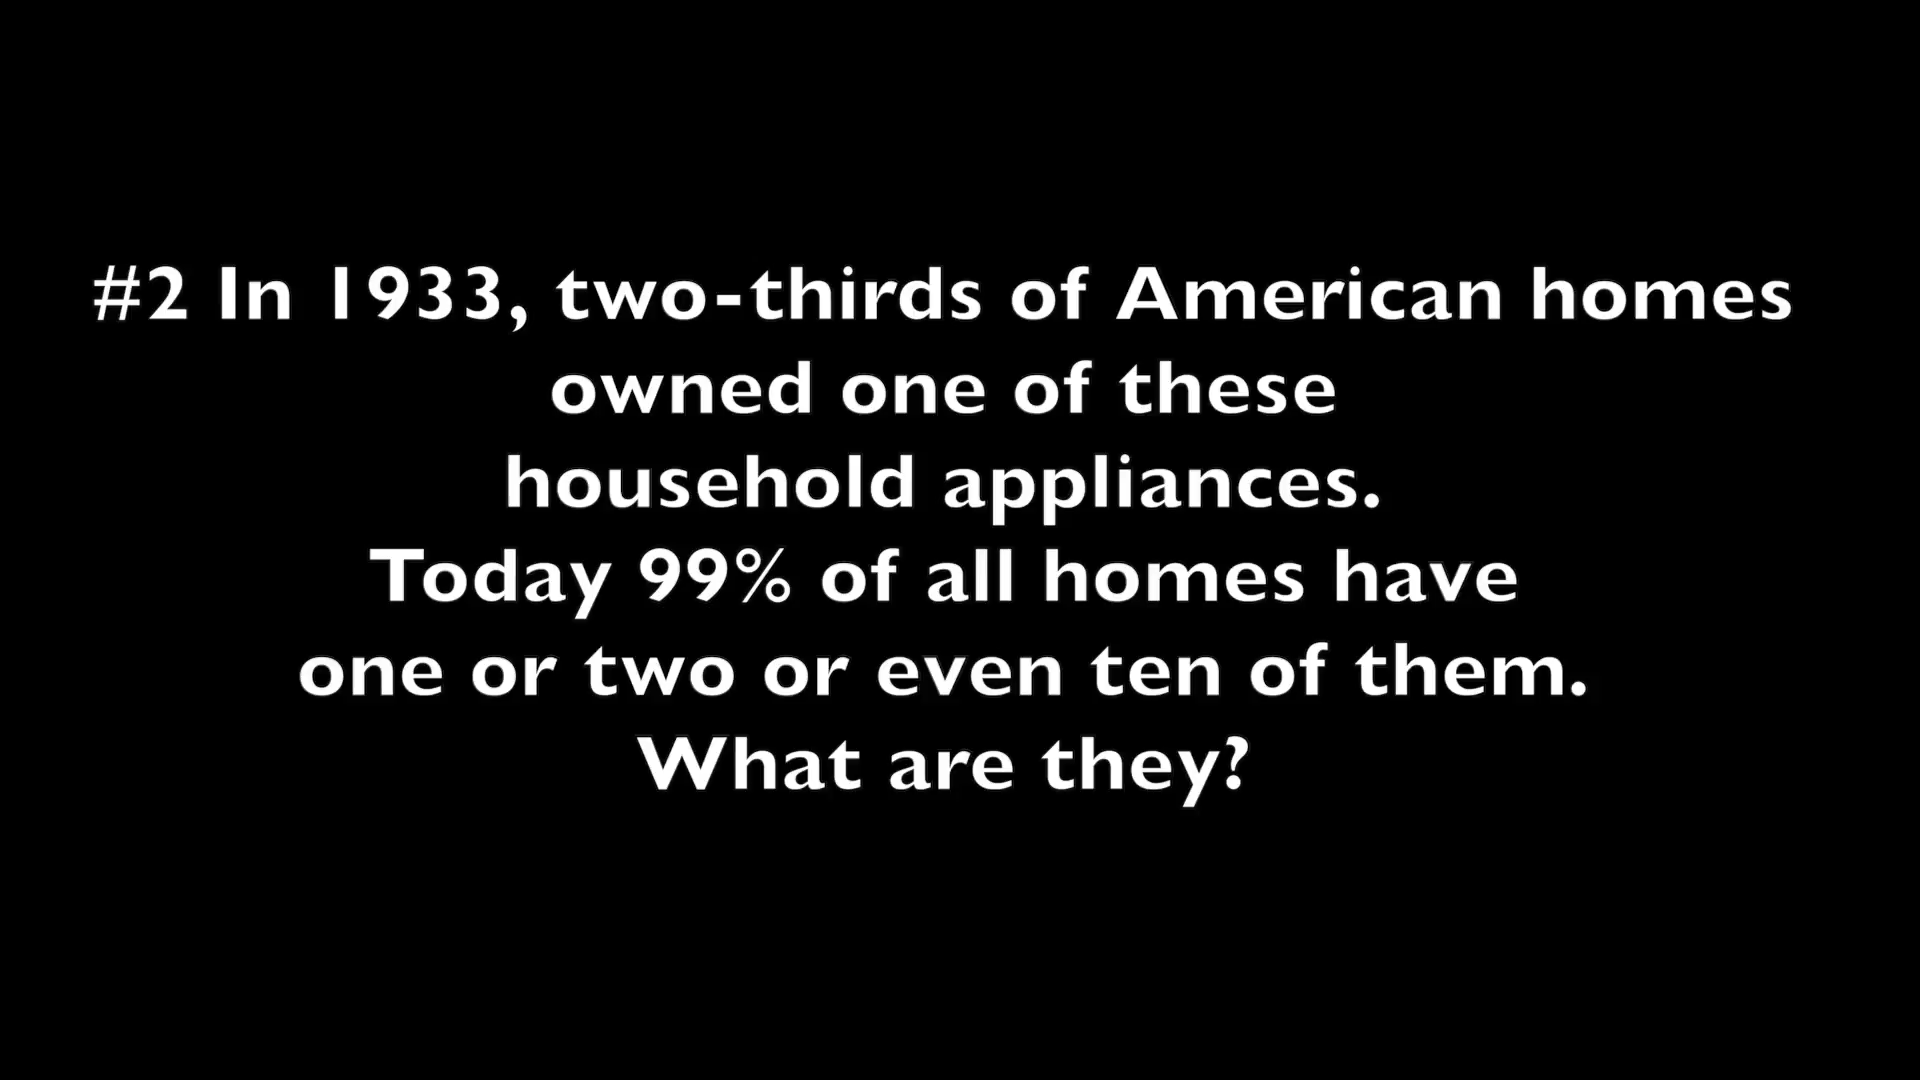 #2 In 1933, two-thirds of American homes
owned one of these
household appliances.
Today 99% of all homes have
one or two or even ten of them.
What are they?